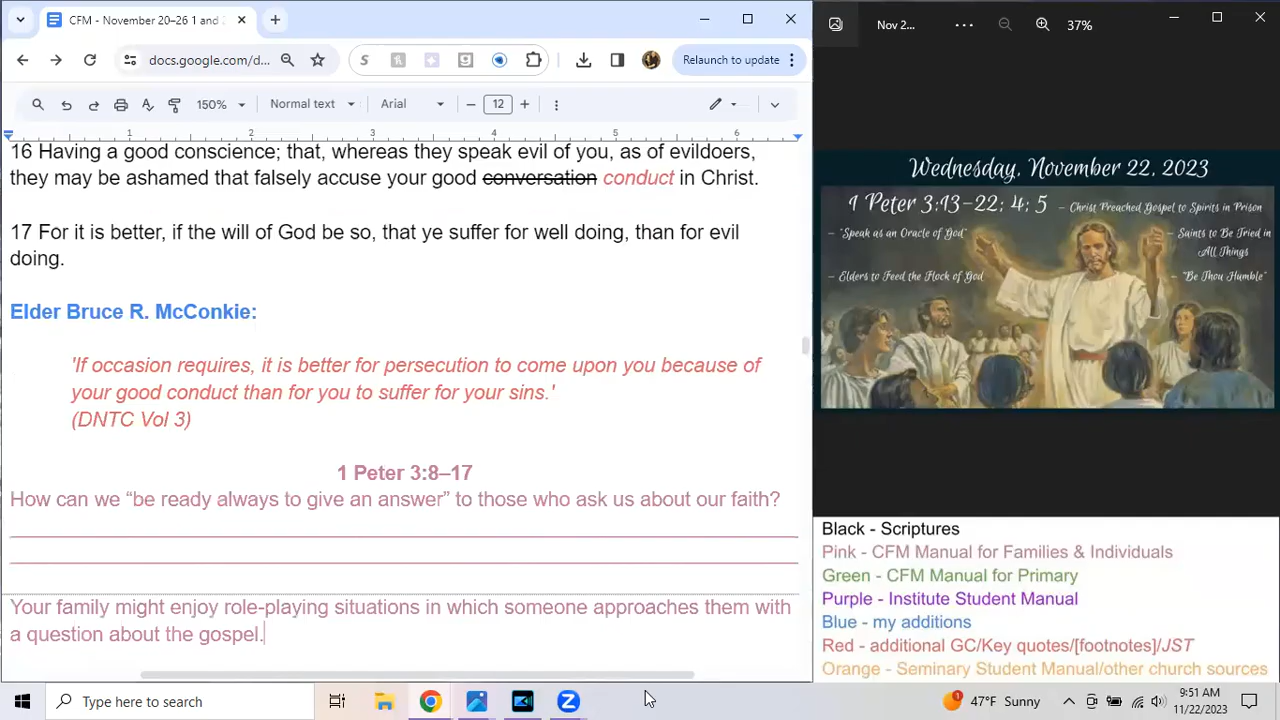 CFM - November 20–26 1 and
docs.google.com/d...
Relaunch to update
150%
Normal text
Arial
12
1 2 3 4 5 6
16 Having a good conscience; that, whereas they speak evil of you, as of evildoers,
they may be ashamed that falsely accuse your good conversation conduct in Christ.
17 For it is better, if the will of God be so, that ye suffer for well doing, than for evil
doing.
Elder Bruce R. McConkie:
'If occasion requires, it is better for persecution to come upon you because of
your good conduct than for you to suffer for your sins.'
(DNTC Vol 3)
1 Peter 3:8–17
How can we “be ready always to give an answer” to those who ask us about our faith?
Your family might enjoy role-playing situations in which someone approaches them with
a question about the gospel.
Nov 2...
37%
Wednesday, November 22, 2023
1 Peter 3:13-22; 4; 5
- Christ Preached Gospel to Spirits in Prison
- "Speak as an Oracle of God"
- Saints to Be Tried in
All Things
- Elders to Feed the Flock of God
- "Be Thou Humble"
Black - Scriptures
Pink - CFM Manual for Families & Individuals
Green - CFM Manual for Primary
Purple - Institute Student Manual
Blue - my additions
Red - additional GC/Key quotes/[footnotes]/JST
Orange - Seminary Student Manual/other church sources
Type here to search
1
47°F Sunny
9:51 AM
11/22/2023